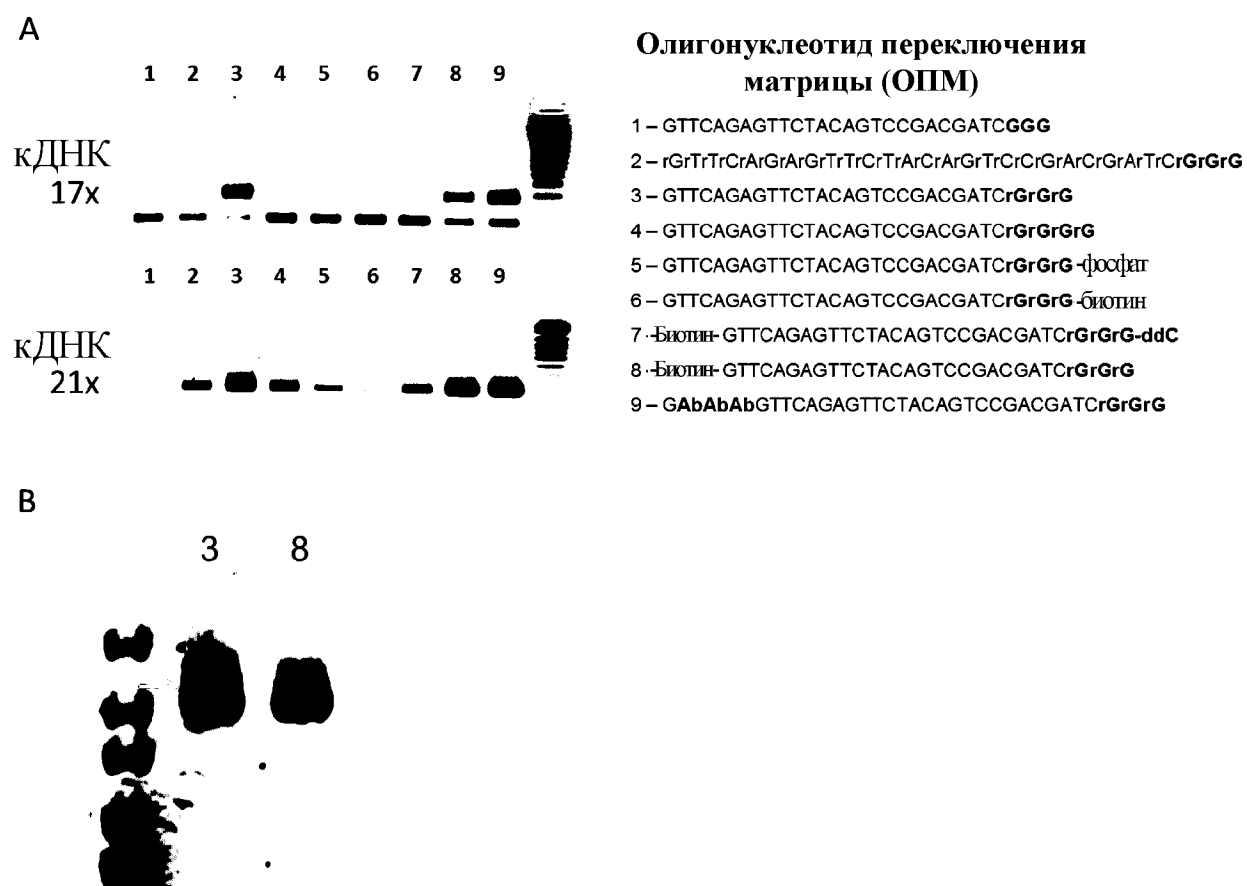 A
1 2 3 4 5 6 7 8 9
кДНК
17x
1 2 3 4 5 6 7 8 9
кДНК
21x
Олигонуклеотид переключения
матрицы (ОПМ)
1 – GTTCAGAGTTCTACAGTCCGACGATCGGG
2 – rGrTrTrCrArGrArGrTrTrCrTrArCrArGrTrCrCrGrArCrGrArTrCrGrGrG
3 – GTTCAGAGTTCTACAGTCCGACGATCrGrGrG
4 – GTTCAGAGTTCTACAGTCCGACGATCrGrGrGrG
5 – GTTCAGAGTTCTACAGTCCGACGATCrGrGrG-фосфат
6 – GTTCAGAGTTCTACAGTCCGACGATCrGrGrG-биотин
7 –Биотин- GTTCAGAGTTCTACAGTCCGACGATCrGrGrG-ddC
8 –Биотин- GTTCAGAGTTCTACAGTCCGACGATCrGrGrG
9 – GAbAbAbGTTCAGAGTTCTACAGTCCGACGATCrGrGrG
B
3 8